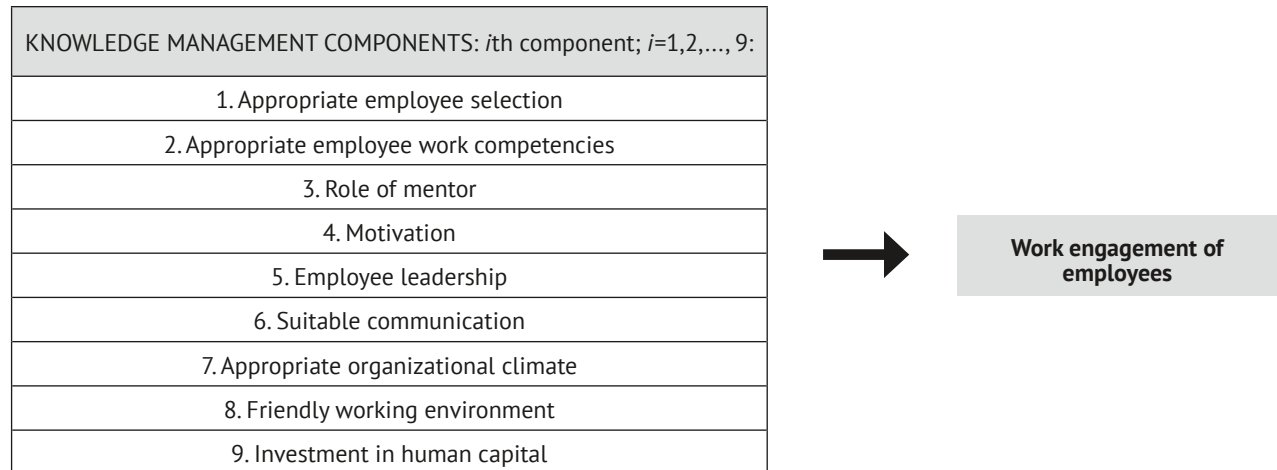 KNOWLEDGE MANAGEMENT COMPONENTS: ith component; i=1,2,..., 9:
1. Appropriate employee selection
2. Appropriate employee work competencies
3. Role of mentor
4. Motivation
5. Employee leadership
6. Suitable communication
7. Appropriate organizational climate
8. Friendly working environment
9. Investment in human capital
Work engagement of
employees